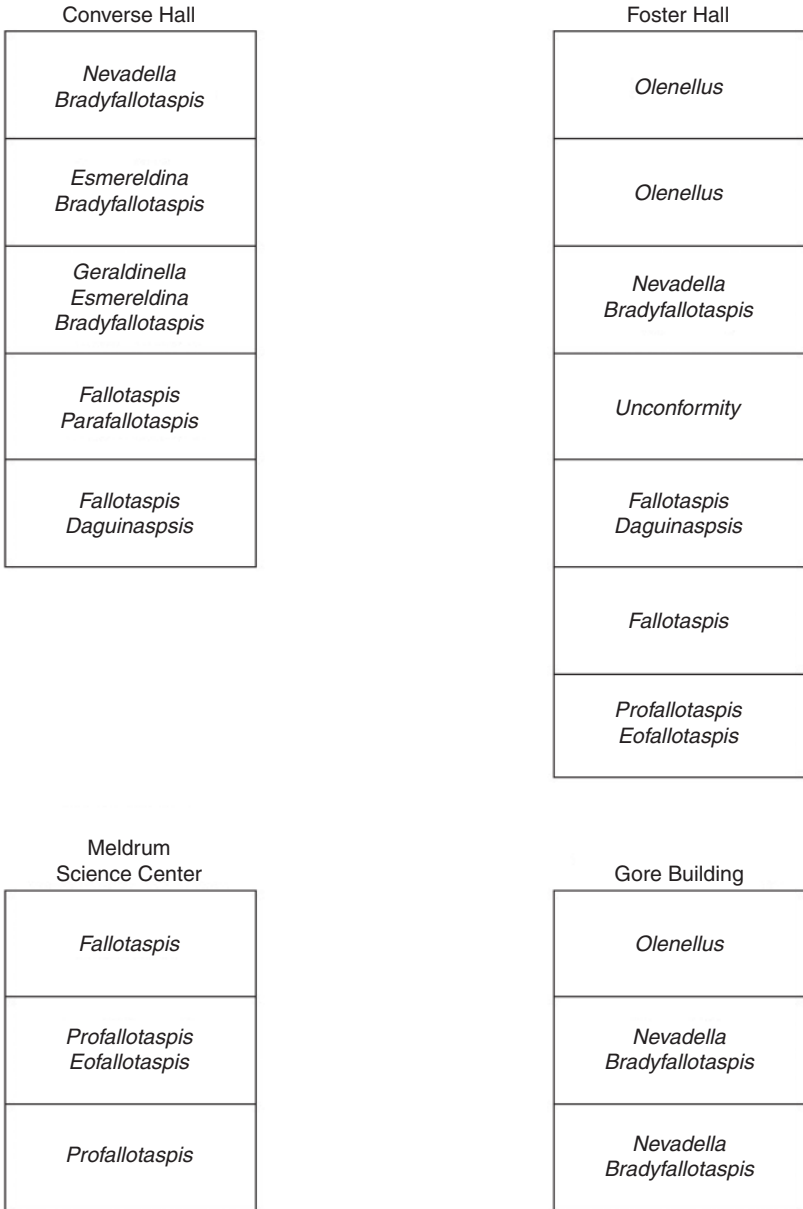 Converse Hall
Nevadella
Bradyfallotaspis
Esmereldina
Bradyfallotaspis
Geraldinella
Esmereldina
Bradyfallotaspis
Fallotaspis
Parafallotaspis
Fallotaspis
Daguinaspsis
Foster Hall
Olenellus
Olenellus
Nevadella
Bradyfallotaspis
Unconformity
Fallotaspis
Daguinaspsis
Fallotaspis
Profallotaspis
Eofallotaspis
Meldrum
Science Center
Fallotaspis
Profallotaspis
Eofallotaspis
Profallotaspis
Gore Building
Olenellus
Nevadella
Bradyfallotaspis
Nevadella
Bradyfallotaspis